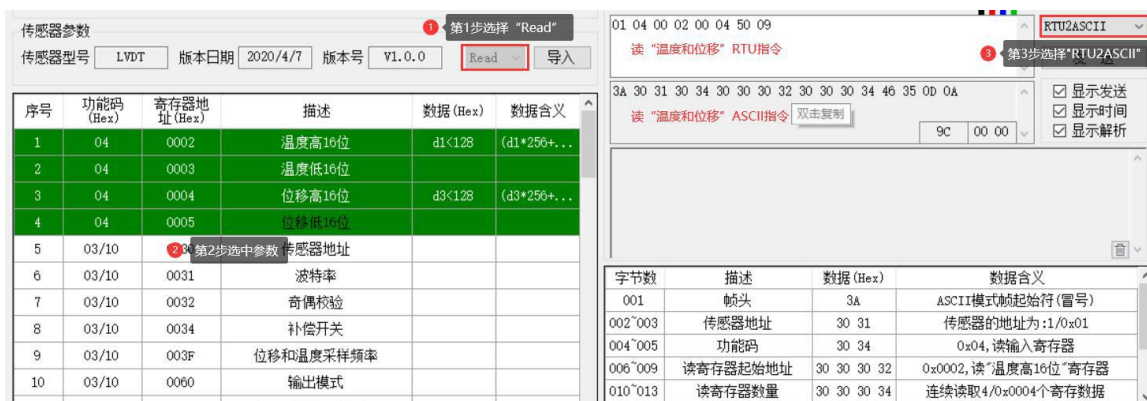 传感器参数
1 第1步选择 “Read”
传感器型号 LVDT 版本日期 2020/4/7 版本号 V1.0.0 Read 导入
序号 功能码(Hex) 寄存器地址(Hex) 描述 数据(Hex) 数据含义
1 04 0002 温度高16位 d1<128 (d1*256+...
2 04 0003 温度低16位
3 04 0004 位移高16位 d3<128 (d3*256+...
4 04 0005 位移低16位
5 03/10 传感器地址
2 第2步选中参数
6 03/10 0031 波特率
7 03/10 0032 奇偶校验
8 03/10 0034 补偿开关
9 03/10 003F 位移和温度采样频率
10 03/10 0060 输出模式
01 04 00 02 00 04 50 09
读 “温度和位移” RTU指令
RTU2ASCII
3 第3步选择"RTU2ASCII"
3A 30 31 30 34 30 30 30 32 30 30 30 34 46 35 0D 0A
读 “温度和位移” ASCII指令
双击复制
9C 00 00
显示发送
显示时间
显示解析
字节数 描述 数据(Hex) 数据含义
001 帧头 3A ASCII模式帧起始符(冒号)
002~003 传感器地址 30 31 传感器的地址为:1/0x01
004~005 功能码 30 34 0x04,读输入寄存器
006~009 读寄存器起始地址 30 30 30 32 0x0002,读"温度高16位"寄存器
010~013 读寄存器数量 30 30 30 34 连续读取4/0x0004个寄存数据